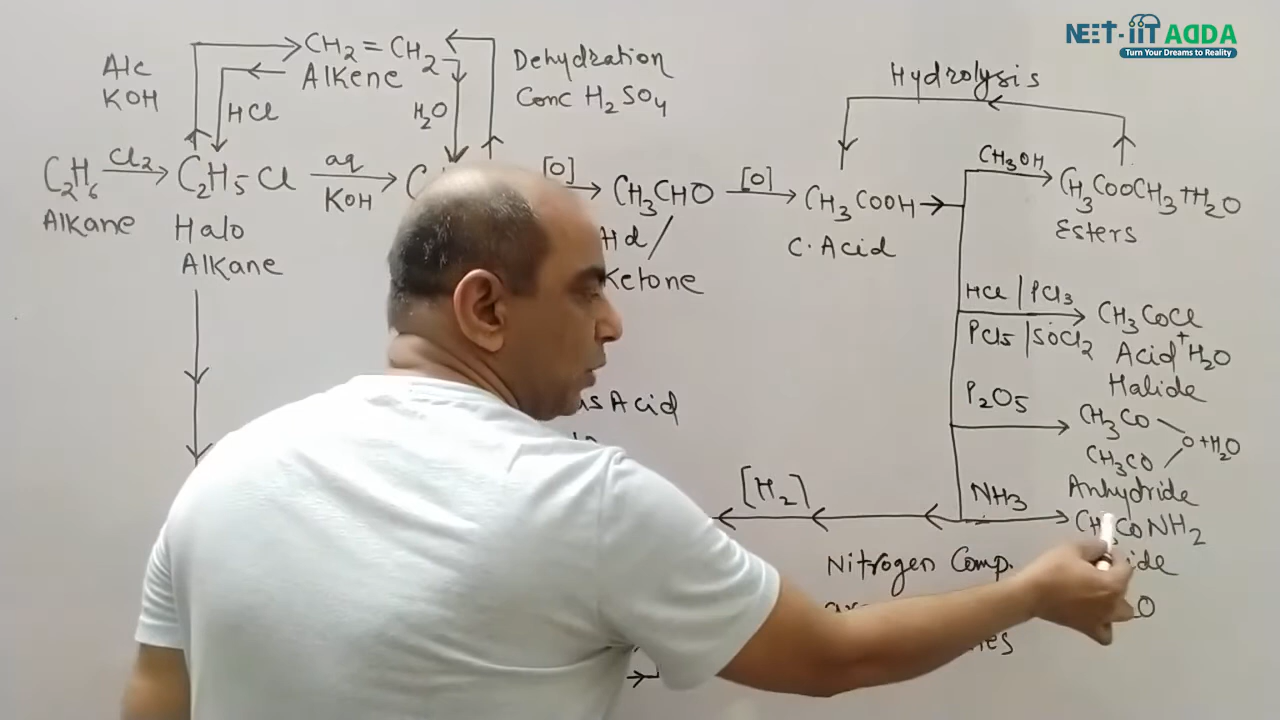 NEET-iiT ADDA
Turn Your Dreams to Reality
CH2 = CH2
Alkene
Alc
KOH
HCl
H2O
Dehydration
Conc H2SO4
Hydrolysis
C2H6
Alkane
Cl2
C2H5Cl
Halo
Alkane
aq
KOH
[O]
CH3CHO
Ketone
[O]
CH3COOH
C. Acid
CH3OH
CH3COOCH3+H2O
Esters
HCl | PCl3
PCl5 | SOCl2
CH3COCl
+H2O
Acid
Halide
P2O5
CH3CO
O+H2O
CH3CO
Anhydride
Acid
[H2]
NH3
CONH2
Nitrogen Comp.